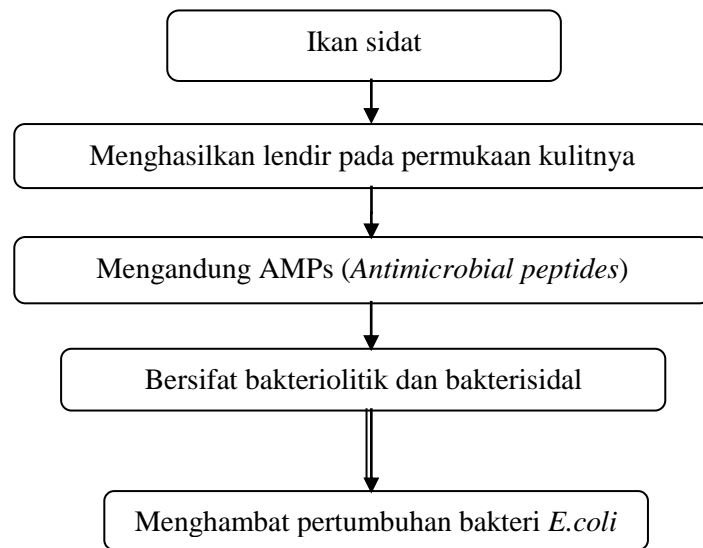 Ikan sidat
Menghasilkan lendir pada permukaan kulitnya
Mengandung AMPs (Antimicrobial peptides)
Bersifat bakteriolitik dan bakterisidal
Menghambat pertumbuhan bakteri E.coli